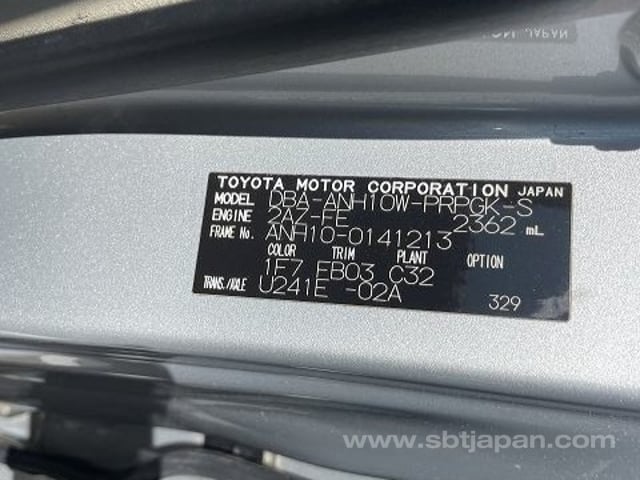 TOYOTA MOTOR CORPORATION JAPAN
MODEL DBA-ANH10W-PRPGK-S
ENGINE 2AZ-FE 2362 mL
FRAME No. ANH10-0141213
COLOR TRIM PLANT OPTION
1F7 FB03 C32
TRANS./AXLE U241E -02A
329
www.sbtjapan.com